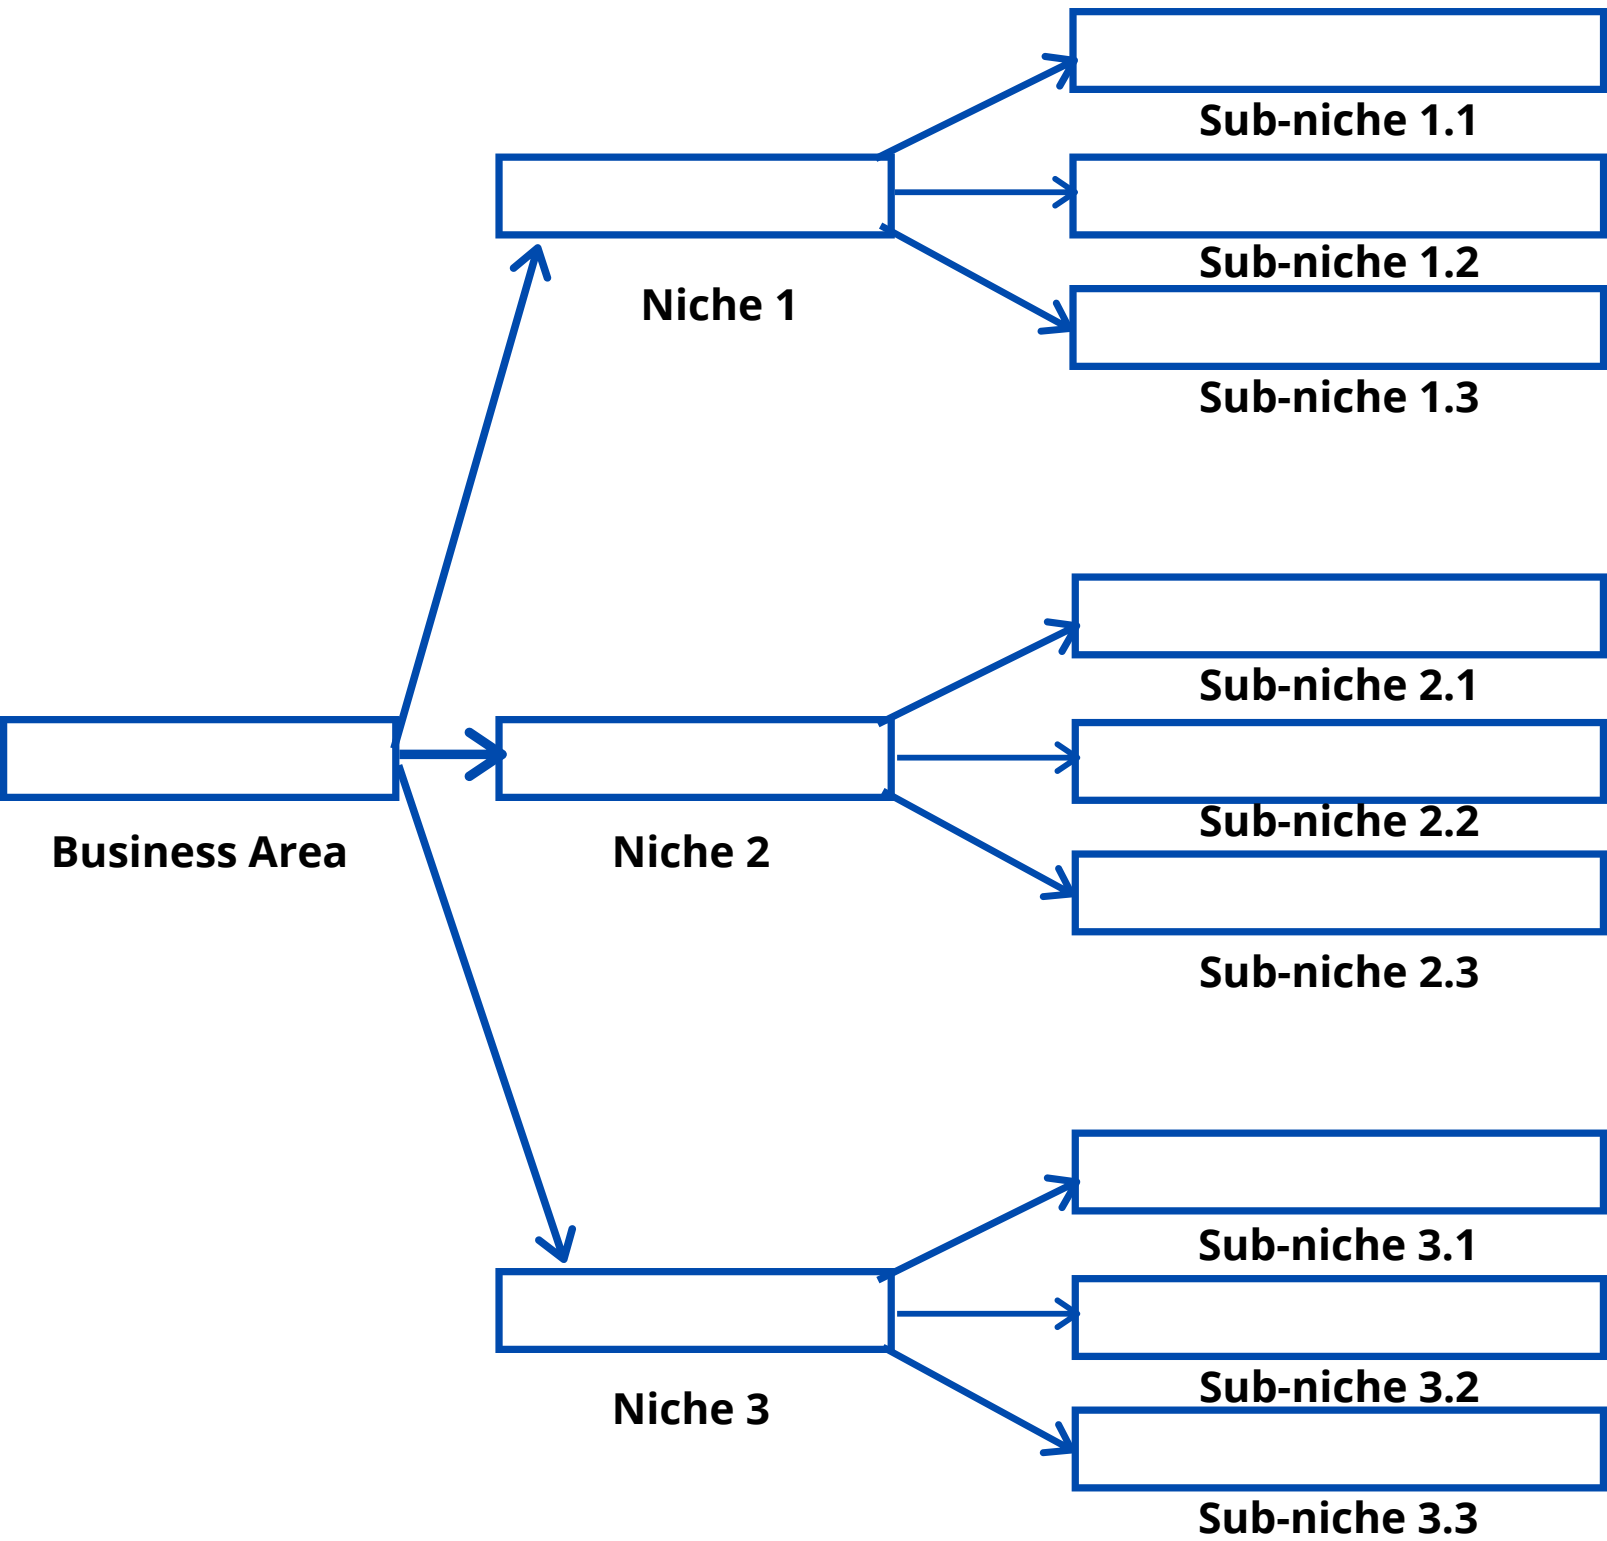 Sub-niche 1.1
Sub-niche 1.2
Niche 1
Sub-niche 1.3
Sub-niche 2.1
Sub-niche 2.2
Business Area
Niche 2
Sub-niche 2.3
Sub-niche 3.1
Sub-niche 3.2
Niche 3
Sub-niche 3.3